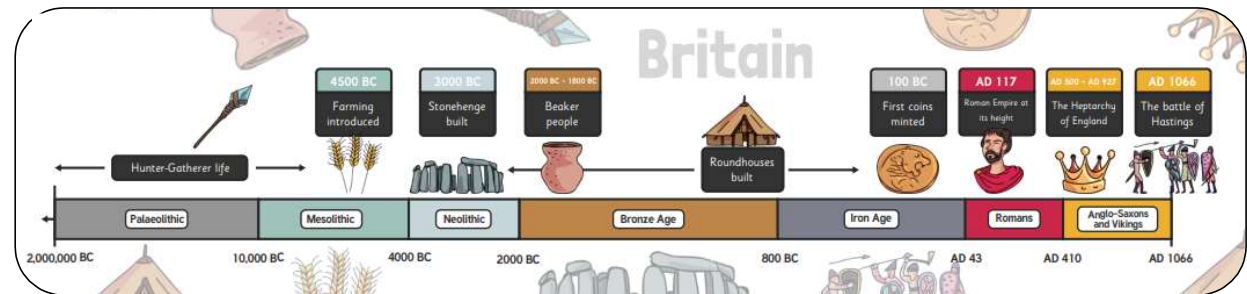 Britain
4500 BC
Farming
introduced
3000 BC
Stonehenge
built
2000 BC - 1800 BC
Beaker
people
100 BC
First coins
minted
AD 117
Roman Empire at
its height
AD 500 - AD 927
The Heptarchy
of England
AD 1066
The battle of
Hastings
Hunter-Gatherer life
Roundhouses
built
Palaeolithic
Mesolithic
Neolithic
Bronze Age
Iron Age
Romans
Anglo-Saxons
and Vikings
2,000,000 BC
10,000 BC
4000 BC
2000 BC
800 BC
AD 43
AD 410
AD 1066